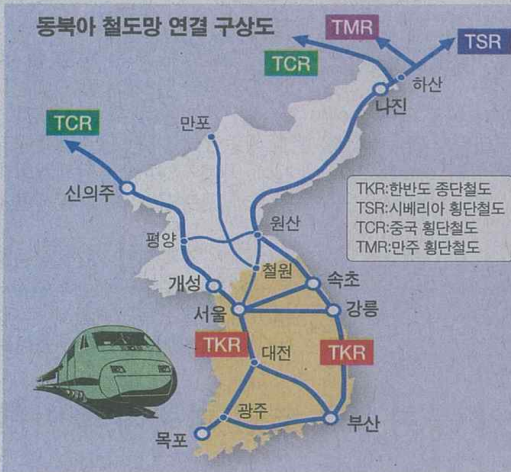 동북아 철도망 연결 구상도
TMR
TSR
TCR
하산
나진
TCR
만포
신의주
TKR:한반도 종단철도
TSR:시베리아 횡단철도
TCR:중국 횡단철도
TMR:만주 횡단철도
원산
평양
철원
개성
속초
서울
강릉
TKR
대전
TKR
광주
부산
목포